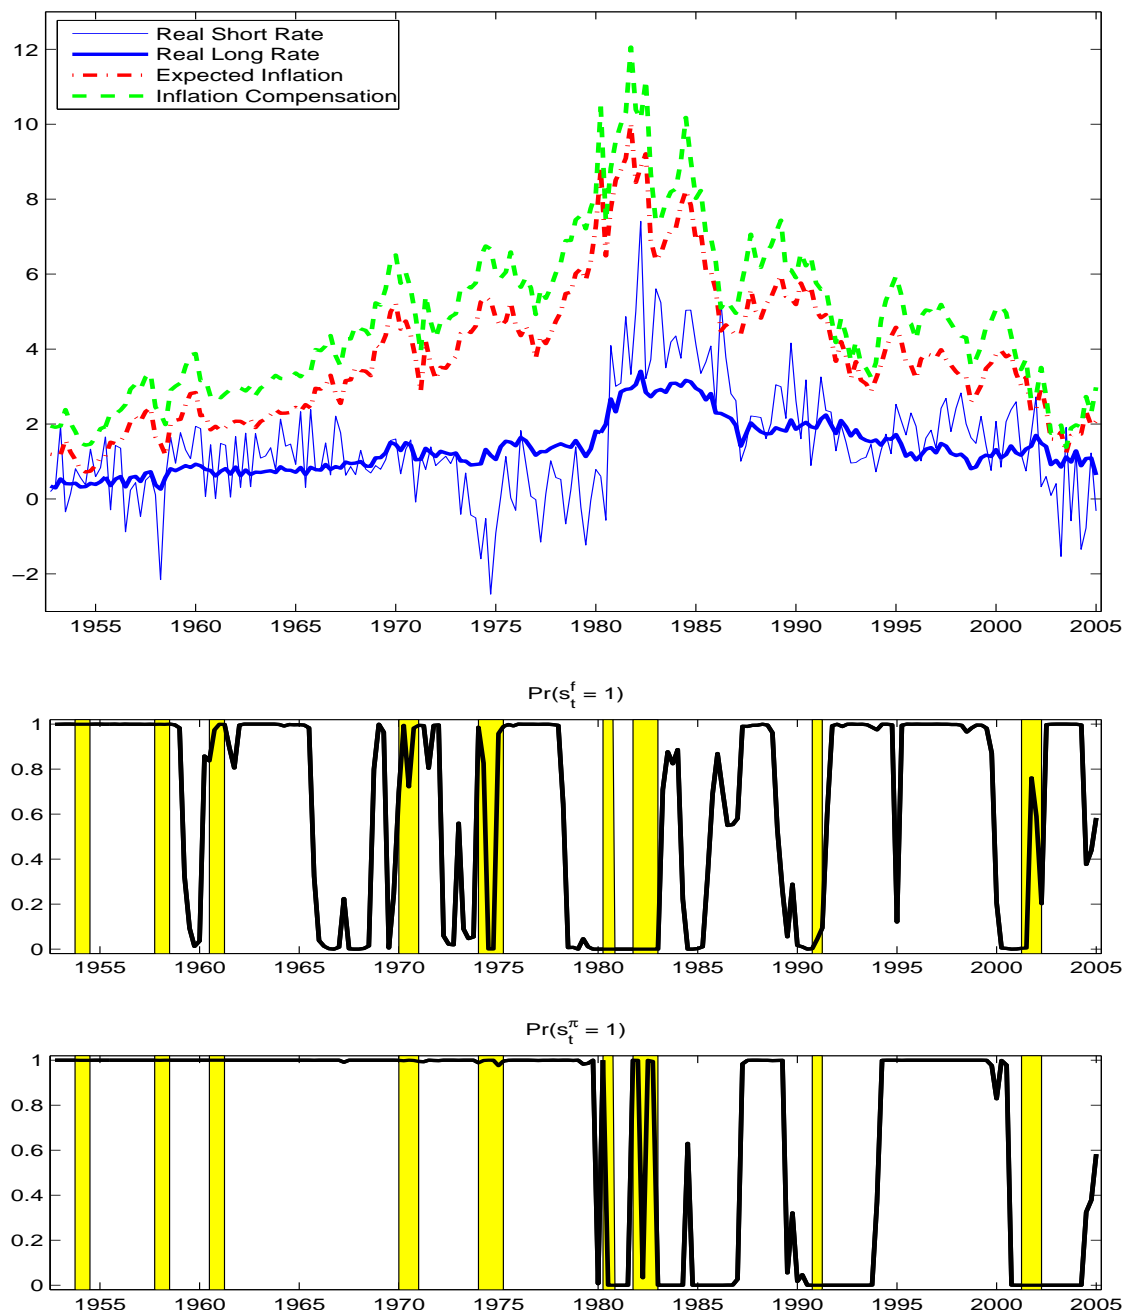 Real Short Rate
Real Long Rate
Expected Inflation
Inflation Compensation
12
10
8
6
4
2
0
−2
1955 1960 1965 1970 1975 1980 1985 1990 1995 2000 2005
Pr(s_t^f = 1)
1
0.8
0.6
0.4
0.2
0
1955 1960 1965 1970 1975 1980 1985 1990 1995 2000 2005
Pr(s_t^π = 1)
1
0.8
0.6
0.4
0.2
0
1955 1960 1965 1970 1975 1980 1985 1990 1995 2000 2005